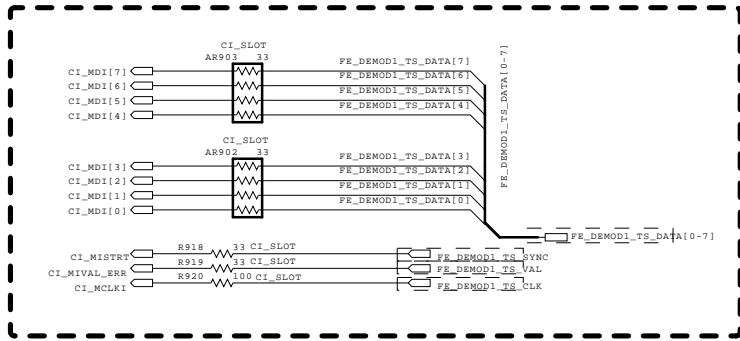 CI_SLOT
AR903 33
CI_MDI[7] FE_DEMOD1_TS_DATA[7]
CI_MDI[6] FE_DEMOD1_TS_DATA[6]
CI_MDI[5] FE_DEMOD1_TS_DATA[5]
CI_MDI[4] FE_DEMOD1_TS_DATA[4]
FE_DEMOD1_TS_DATA[0-7]
CI_SLOT
AR902 33
CI_MDI[3] FE_DEMOD1_TS_DATA[3]
CI_MDI[2] FE_DEMOD1_TS_DATA[2]
CI_MDI[1] FE_DEMOD1_TS_DATA[1]
CI_MDI[0] FE_DEMOD1_TS_DATA[0]
FE_DEMOD1_TS_DATA[0-7]
CI_MISTRT R918 33 CI_SLOT FE_DEMOD1_TS_SYNC
CI_MIVAL_ERR R919 33 CI_SLOT FE_DEMOD1_TS_VAL
CI_MCLKI R920 100 CI_SLOT FE_DEMOD1_TS_CLK